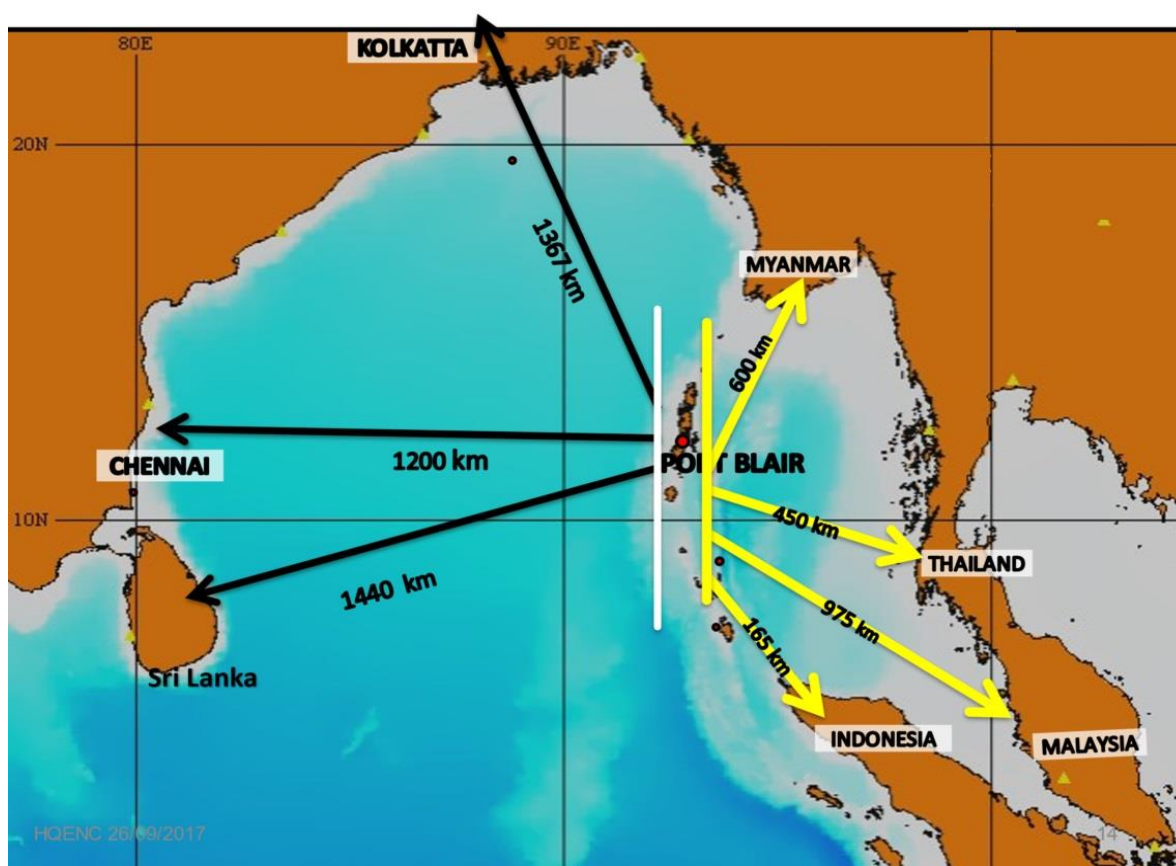 80E
90E
KOLKATTA
20N
1367 km
MYANMAR
600 km
CHENNAI
1200 km
PORT BLAIR
10N
450 km
THAILAND
1440 km
975 km
165 km
Sri Lanka
INDONESIA
MALAYSIA
HQENC 26/09/2017
14